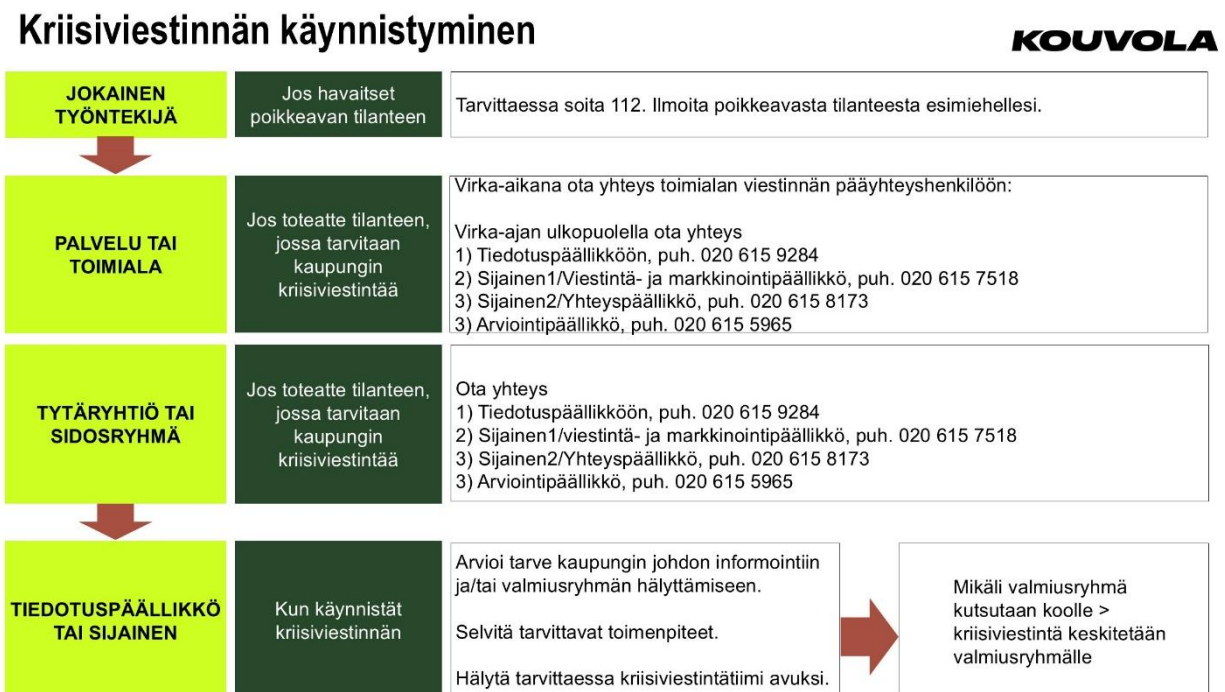 Kriisiviestinnän käynnistyminen
KOUVOLA
JOKAINEN
TYÖNTEKIJÄ
Jos havaitset
poikkeavan tilanteen
Tarvittaessa soita 112. Ilmoita poikkeavasta tilanteesta esimiehellesi.
PALVELU TAI
TOIMIALA
Jos toteatte tilanteen,
jossa tarvitaan
kaupungin
kriisiviestintää
Virka-aikana ota yhteys toimialan viestinnän pääyhteyshenkilöön:
Virka-ajan ulkopuolella ota yhteys
1) Tiedotuspäällikköön, puh. 020 615 9284
2) Sijainen1/Viestintä- ja markkinointipäällikkö, puh. 020 615 7518
3) Sijainen2/Yhteyspäällikkö, puh. 020 615 8173
3) Arviointipäällikkö, puh. 020 615 5965
TYTÄRYHTIÖ TAI
SIDOSRYHMÄ
Jos toteatte tilanteen,
jossa tarvitaan
kaupungin
kriisiviestintää
Ota yhteys
1) Tiedotuspäällikköön, puh. 020 615 9284
2) Sijainen1/viestintä- ja markkinointipäällikkö, puh. 020 615 7518
3) Sijainen2/Yhteyspäällikkö, puh. 020 615 8173
3) Arviointipäällikkö, puh. 020 615 5965
TIEDOTUSPÄÄLLIKKÖ
TAI SIJAINEN
Kun käynnistät
kriisiviestinnän
Arvioi tarve kaupungin johdon informointiin
ja/tai valmiusryhmän hälyttämiseen.
Selvitä tarvittavat toimenpiteet.
Hälytä tarvittaessa kriisiviestintätiimi avuksi.
Mikäli valmiusryhmä
kutsutaan koolle >
kriisiviestintä keskitetään
valmiusryhmälle